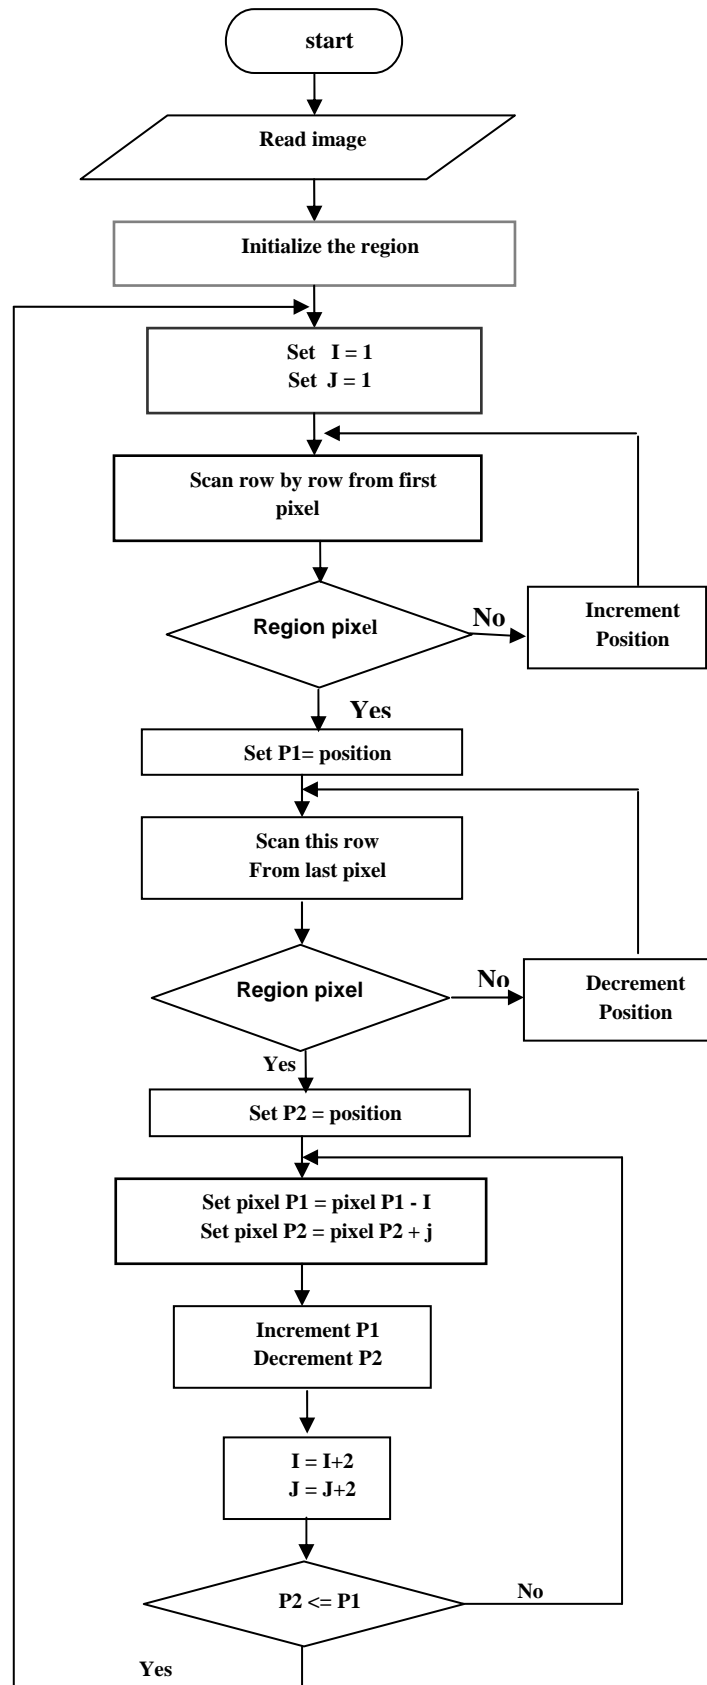 start
Read image
Initialize the region
Set I = 1
Set J = 1
Scan row by row from first
pixel
Region pixel
No
Increment
Position
Yes
Set P1= position
Scan this row
From last pixel
Region pixel
No
Decrement
Position
Yes
Set P2 = position
Set pixel P1 = pixel P1 - I
Set pixel P2 = pixel P2 + j
Increment P1
Decrement P2
I = I+2
J = J+2
P2 <= P1
No
Yes